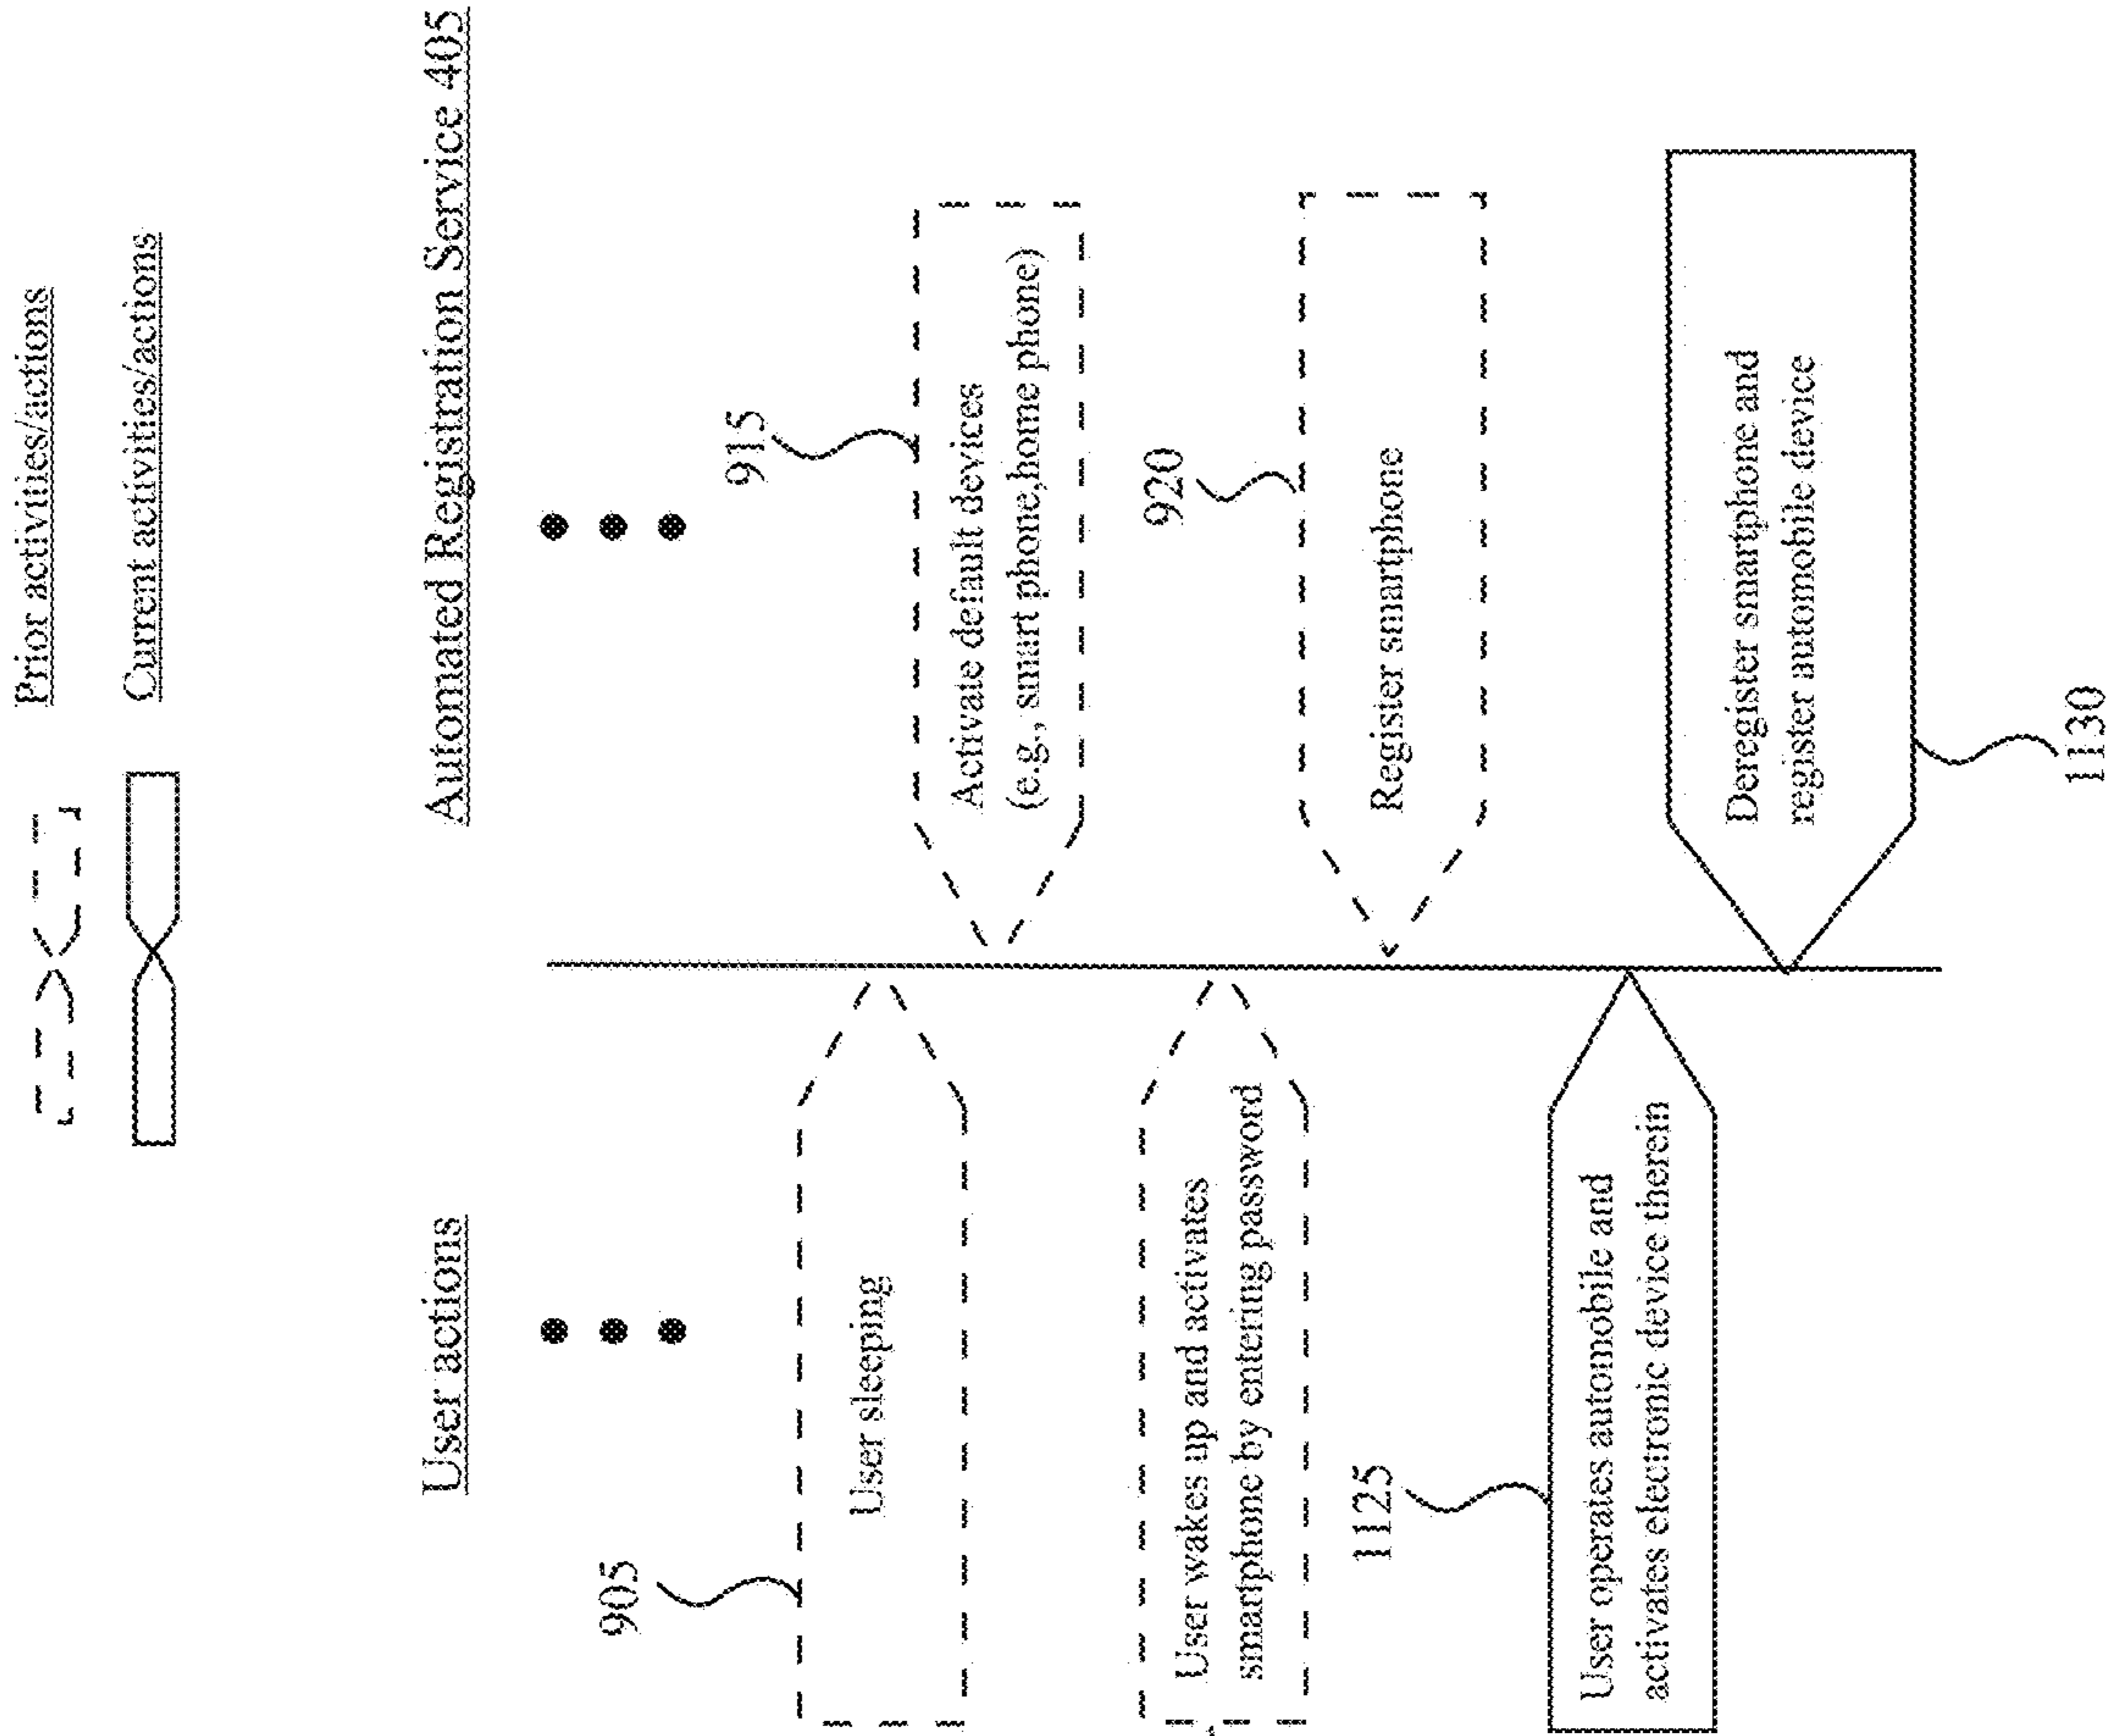 Prior activities/actions
Current activities/actions
User actions
Automated Registration Service 405
905
User sleeping
915
Activate default devices
(e.g., smart phone,home phone)
User wakes up and activates
smartphone by entering password
920
Register smartphone
1125
User operates automobile and
activates elecronic device therein
Deregister smartphone and
register automobile device
1130